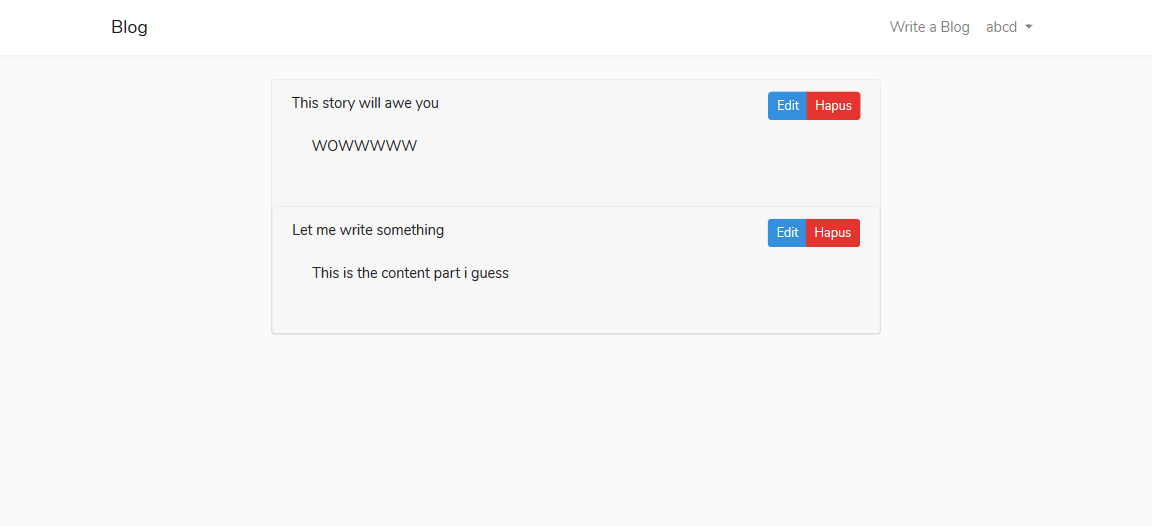 Blog Write a Blog abcd
This story will awe you Edit Hapus
WOWWWWW
Let me write something Edit Hapus
This is the content part i guess